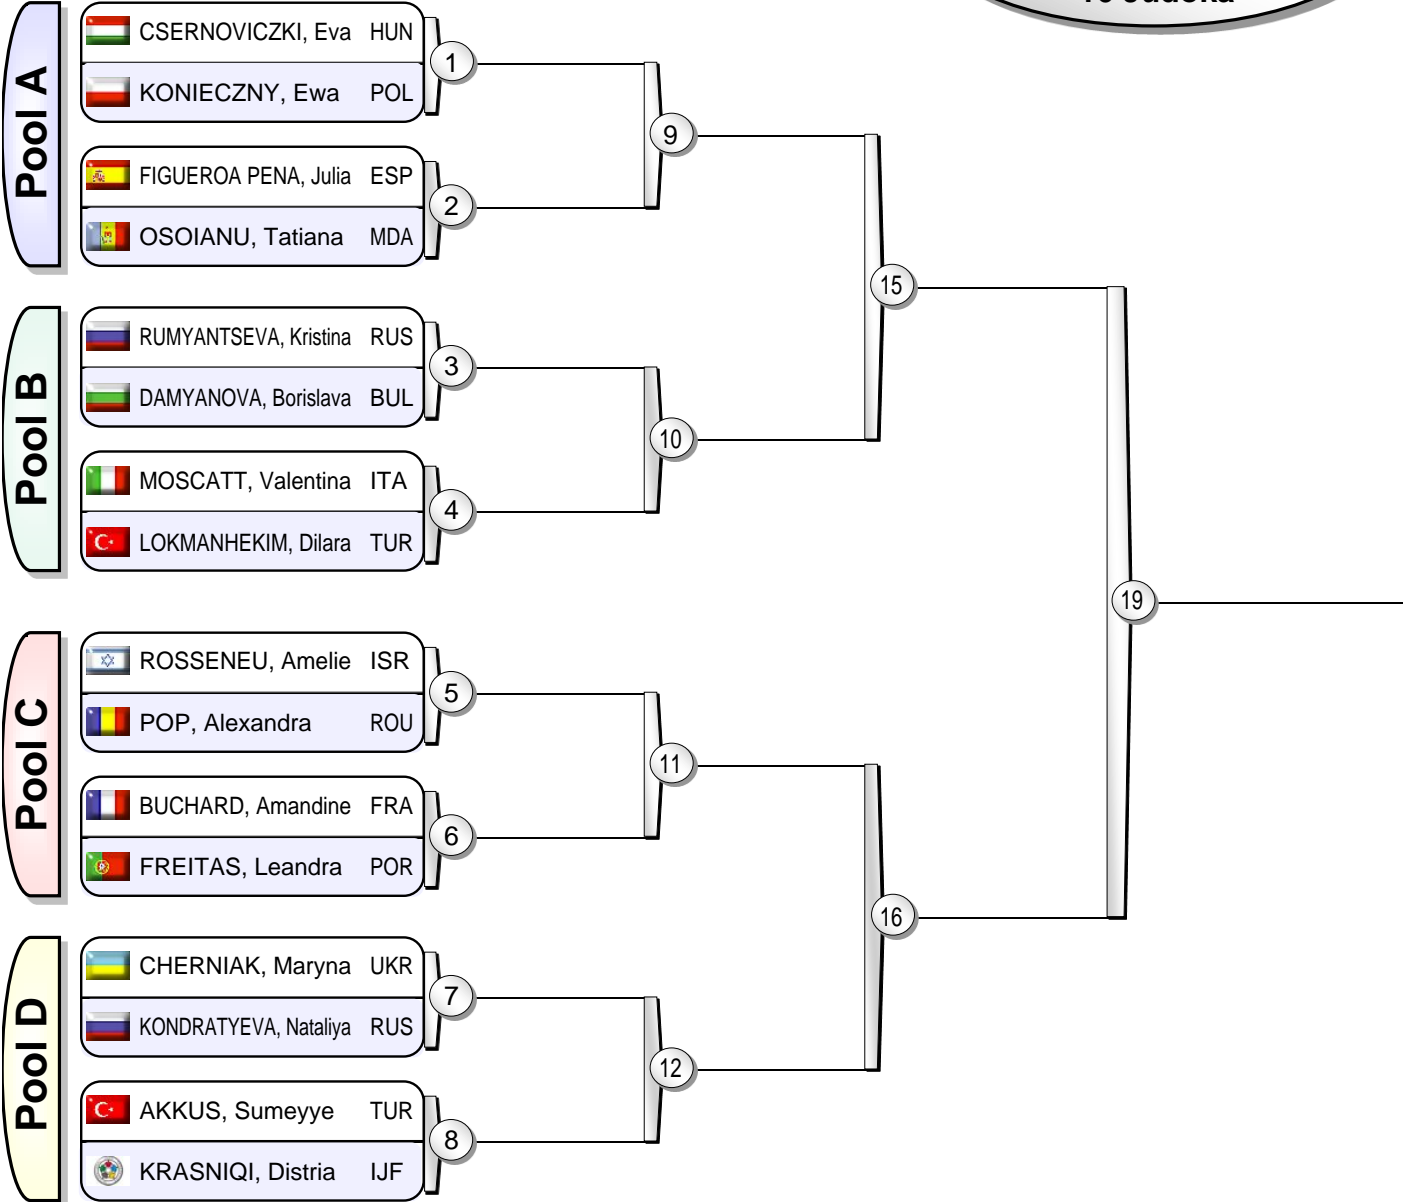 Pool A
CSERNOVICZKI, Eva HUN
KONIECZNY, Ewa POL
1
FIGUEROA PENA, Julia ESP
OSOIANU, Tatiana MDA
2
9
Pool B
RUMYANTSEVA, Kristina RUS
DAMYANOVA, Borislava BUL
3
MOSCATT, Valentina ITA
LOKMANHEKIM, Dilara TUR
4
10
15
Pool C
ROSSENEU, Amelie ISR
POP, Alexandra ROU
5
BUCHARD, Amandine FRA
FREITAS, Leandra POR
6
11
Pool D
CHERNIAK, Maryna UKR
KONDRATYEVA, Nataliya RUS
7
AKKUS, Sumeyye TUR
KRASNIQI, Distria IJF
8
12
16
19